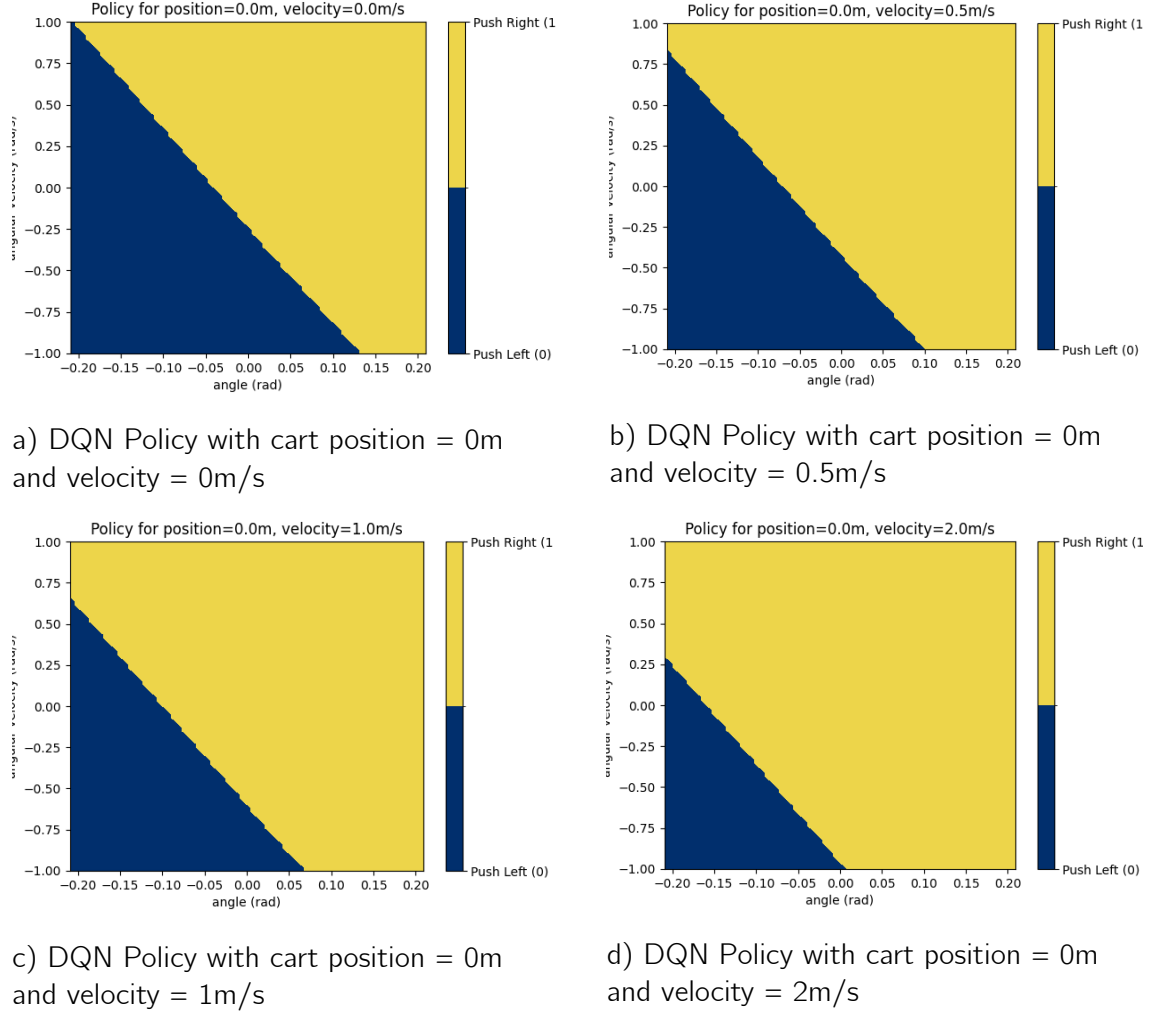 Policy for position=0.0m, velocity=0.0m/s
1.00
0.75
0.50
0.25
0.00
−0.25
−0.50
−0.75
−1.00
−0.20 −0.15 −0.10 −0.05 0.00 0.05 0.10 0.15 0.20
angle (rad)
angular velocity (rad/s)
Push Right (1
Push Left (0)
a) DQN Policy with cart position = 0m
and velocity = 0m/s
Policy for position=0.0m, velocity=0.5m/s
1.00
0.75
0.50
0.25
0.00
−0.25
−0.50
−0.75
−1.00
−0.20 −0.15 −0.10 −0.05 0.00 0.05 0.10 0.15 0.20
angle (rad)
angular velocity (rad/s)
Push Right (1
Push Left (0)
b) DQN Policy with cart position = 0m
and velocity = 0.5m/s
Policy for position=0.0m, velocity=1.0m/s
1.00
0.75
0.50
0.25
0.00
−0.25
−0.50
−0.75
−1.00
−0.20 −0.15 −0.10 −0.05 0.00 0.05 0.10 0.15 0.20
angle (rad)
angular velocity (rad/s)
Push Right (1
Push Left (0)
c) DQN Policy with cart position = 0m
and velocity = 1m/s
Policy for position=0.0m, velocity=2.0m/s
1.00
0.75
0.50
0.25
0.00
−0.25
−0.50
−0.75
−1.00
−0.20 −0.15 −0.10 −0.05 0.00 0.05 0.10 0.15 0.20
angle (rad)
angular velocity (rad/s)
Push Right (1
Push Left (0)
d) DQN Policy with cart position = 0m
and velocity = 2m/s